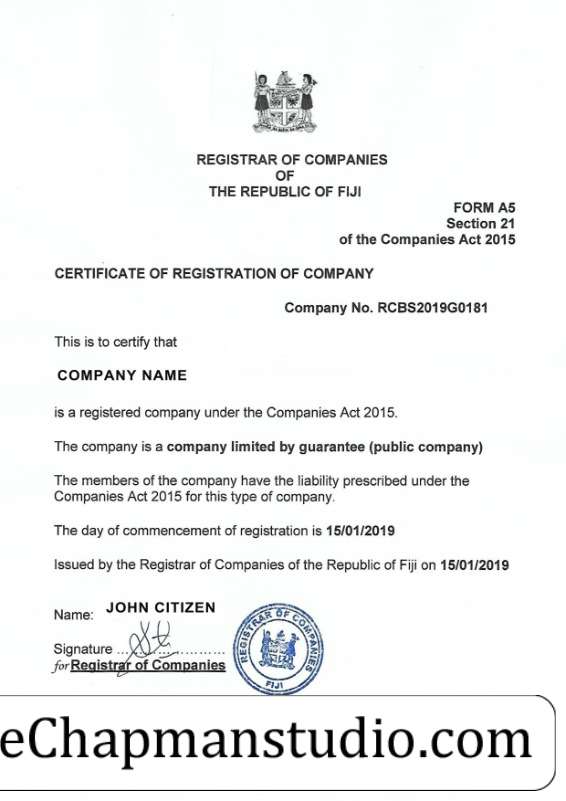 REGISTRAR OF COMPANIES
OF
THE REPUBLIC OF FIJI
FORM A5
Section 21
of the Companies Act 2015
CERTIFICATE OF REGISTRATION OF COMPANY
Company No. RCBS2019G0181
This is to certify that
COMPANY NAME
is a registered company under the Companies Act 2015.
The company is a company limited by guarantee (public company)
The members of the company have the liability prescribed under the
Companies Act 2015 for this type of company.
The day of commencement of registration is 15/01/2019
Issued by the Registrar of Companies of the Republic of Fiji on 15/01/2019
Name: JOHN CITIZEN
Signature ........................
for Registrar of Companies
REGISTRAR OF COMPANIES
FIJI
eChapmanstudio.com